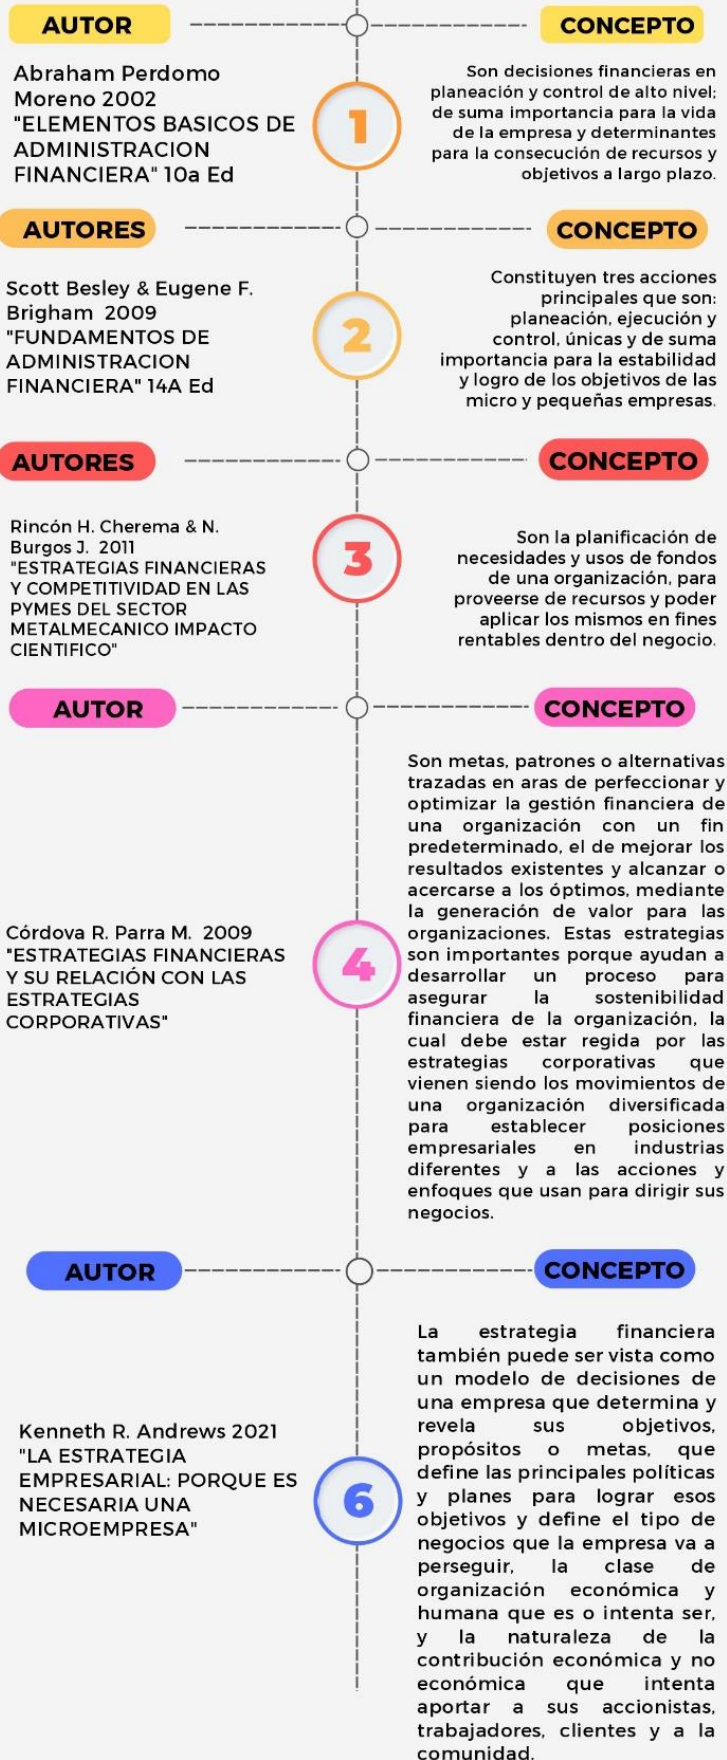 AUTOR
CONCEPTO
Abraham Perdomo
Moreno 2002
"ELEMENTOS BASICOS DE
ADMINISTRACION
FINANCIERA" 10a Ed
1
Son decisiones financieras en
planeación y control de alto nivel;
de suma importancia para la vida
de la empresa y determinantes
para la consecución de recursos y
objetivos a largo plazo.
AUTORES
CONCEPTO
Scott Besley & Eugene F.
Brigham 2009
"FUNDAMENTOS DE
ADMINISTRACION
FINANCIERA" 14A Ed
2
Constituyen tres acciones
principales que son:
planeación, ejecución y
control, únicas y de suma
importancia para la estabilidad
y logro de los objetivos de las
micro y pequeñas empresas.
AUTORES
CONCEPTO
Rincón H. Cherema & N.
Burgos J. 2011
"ESTRATEGIAS FINANCIERAS
Y COMPETITIVIDAD EN LAS
PYMES DEL SECTOR
METALMECANICO IMPACTO
CIENTIFICO"
3
Son la planificación de
necesidades y usos de fondos
de una organización, para
proveerse de recursos y poder
aplicar los mismos en fines
rentables dentro del negocio.
AUTOR
CONCEPTO
Córdova R. Parra M. 2009
"ESTRATEGIAS FINANCIERAS
Y SU RELACIÓN CON LAS
ESTRATEGIAS
CORPORATIVAS"
4
Son metas, patrones o alternativas
trazadas en aras de perfeccionar y
optimizar la gestión financiera de
una organización con un fin
predeterminado, el de mejorar los
resultados existentes y alcanzar o
acercarse a los óptimos, mediante
la generación de valor para las
organizaciones. Estas estrategias
son importantes porque ayudan a
desarrollar un proceso para
asegurar la sostenibilidad
financiera de la organización, la
cual debe estar regida por las
estrategias corporativas que
vienen siendo los movimientos de
una organización diversificada
para establecer posiciones
empresariales en industrias
diferentes y a las acciones y
enfoques que usan para dirigir sus
negocios.
AUTOR
CONCEPTO
Kenneth R. Andrews 2021
"LA ESTRATEGIA
EMPRESARIAL: PORQUE ES
NECESARIA UNA
MICROEMPRESA"
6
La estrategia financiera
también puede ser vista como
un modelo de decisiones de
una empresa que determina y
revela sus objetivos,
propósitos o metas, que
define las principales políticas
y planes para lograr esos
objetivos y define el tipo de
negocios que la empresa va a
perseguir, la clase de
organización económica y
humana que es o intenta ser,
y la naturaleza de la
contribución económica y no
económica que intenta
aportar a sus accionistas,
trabajadores, clientes y a la
comunidad.